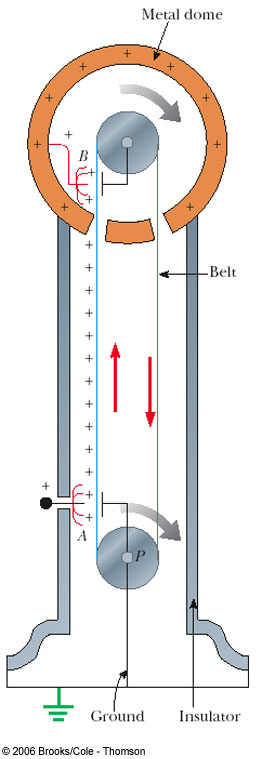 Metal dome
B
Belt
A
P
Ground
Insulator
© 2006 Brooks/Cole - Thomson